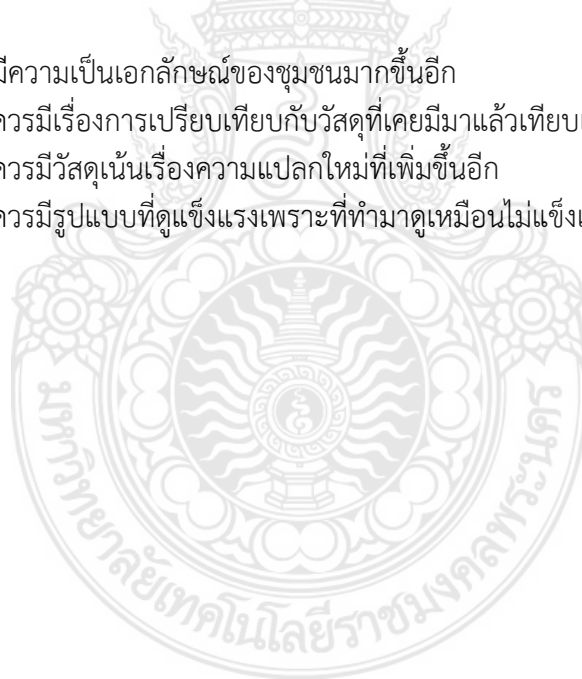 มีความเป็นเอกลักษณ์ของชุมชนมากขึ้นอีก
ควรมีเรื่องการเปรียบเทียบกับวัสดุที่เคยมีมาแล้วเทียบ
ควรมีวัสดุเน้นเรื่องความแปลกใหม่ที่เพิ่มขึ้นอีก
ควรมีรูปแบบที่ดูแข็งแรงเพราะที่ทำมาดูเหมือนไม่แข็ง
มหาวิทยาลัยเทคโนโลยีราชมงคลพระนคร